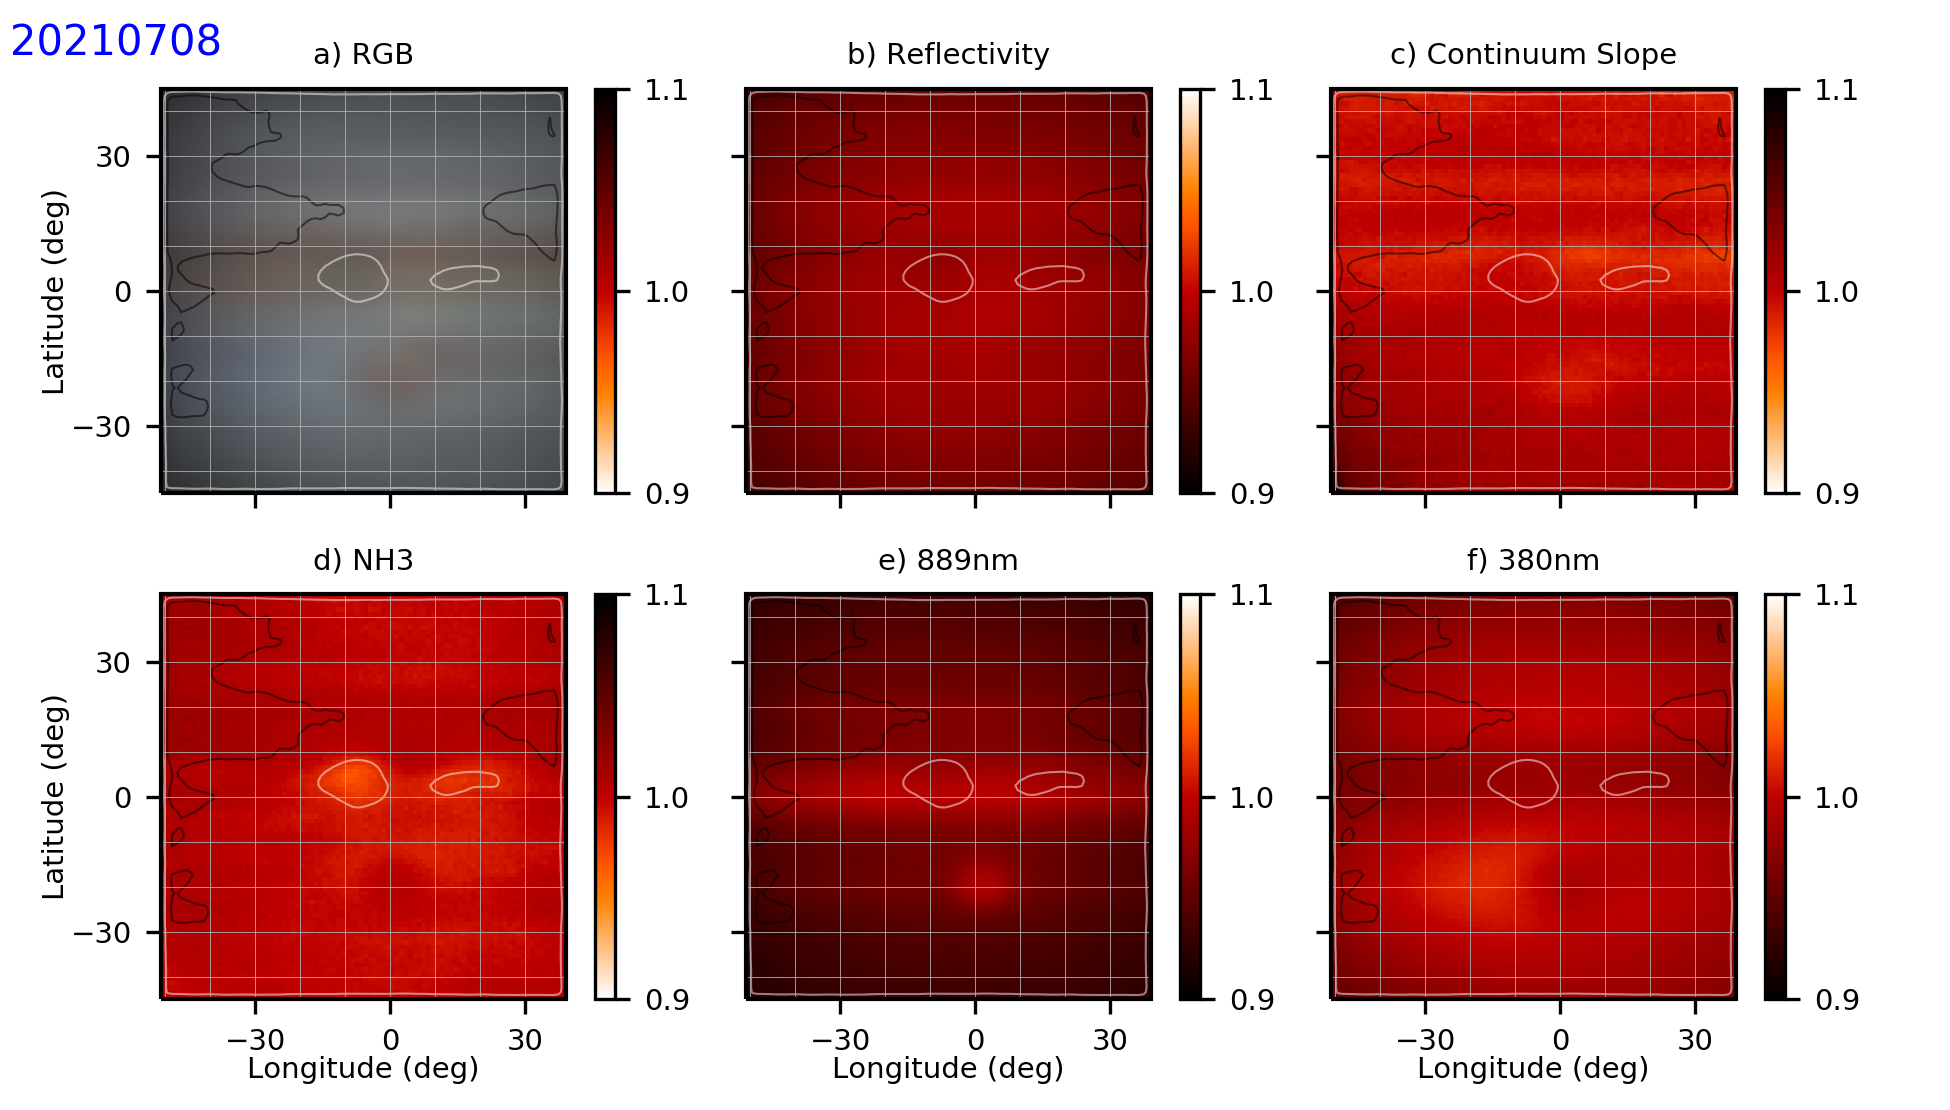 20210708
a) RGB
b) Reflectivity
c) Continuum Slope
1.1
1.1
1.1
30
0
−30
Latitude (deg)
1.0
1.0
1.0
0.9
0.9
0.9
d) NH3
e) 889nm
f) 380nm
1.1
1.1
1.1
30
0
−30
Latitude (deg)
1.0
1.0
1.0
0.9
0.9
0.9
−30 0 30
−30 0 30
−30 0 30
Longitude (deg)
Longitude (deg)
Longitude (deg)